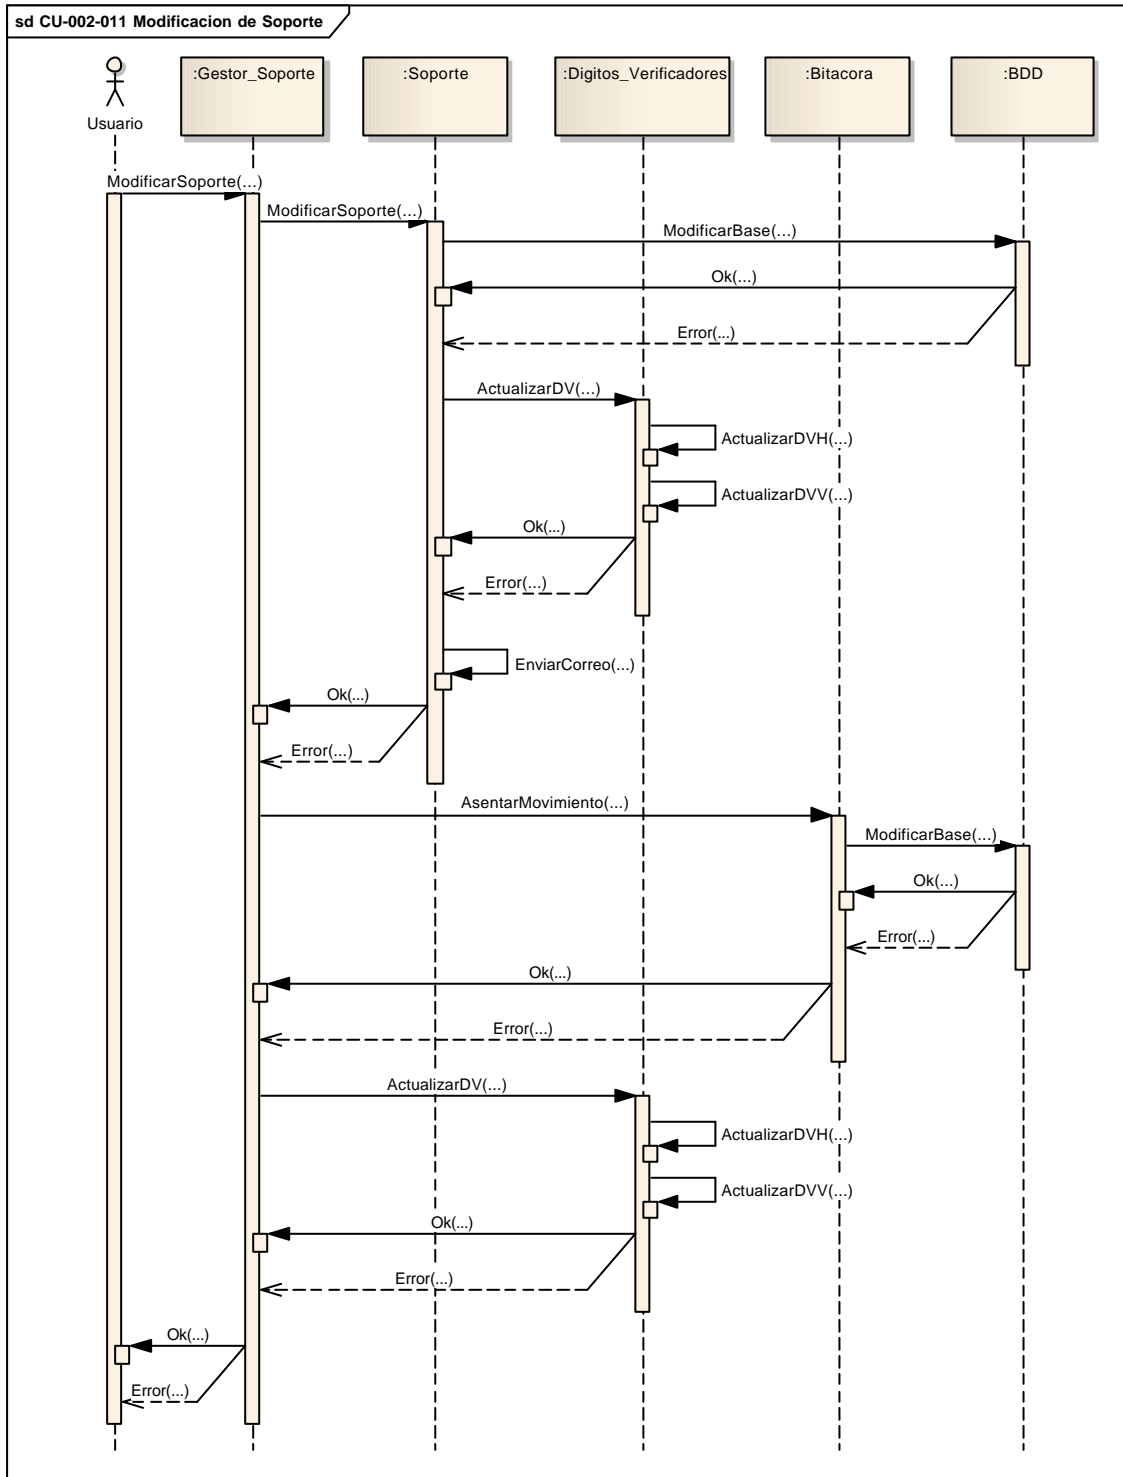 sd CU-002-011 Modificacion de Soporte
Usuario
:Gestor_Soporte
:Soporte
:Digitos_Verificadores
:Bitacora
:BDD
ModificarSoporte(...)
ModificarSoporte(...)
ModificarBase(...)
Ok(...)
Error(...)
ActualizarDV(...)
ActualizarDVH(...)
ActualizarDVV(...)
Ok(...)
Error(...)
EnviarCorreo(...)
Ok(...)
Error(...)
AsentarMovimiento(...)
ModificarBase(...)
Ok(...)
Error(...)
Ok(...)
Error(...)
ActualizarDV(...)
ActualizarDVH(...)
ActualizarDVV(...)
Ok(...)
Error(...)
Ok(...)
Error(...)